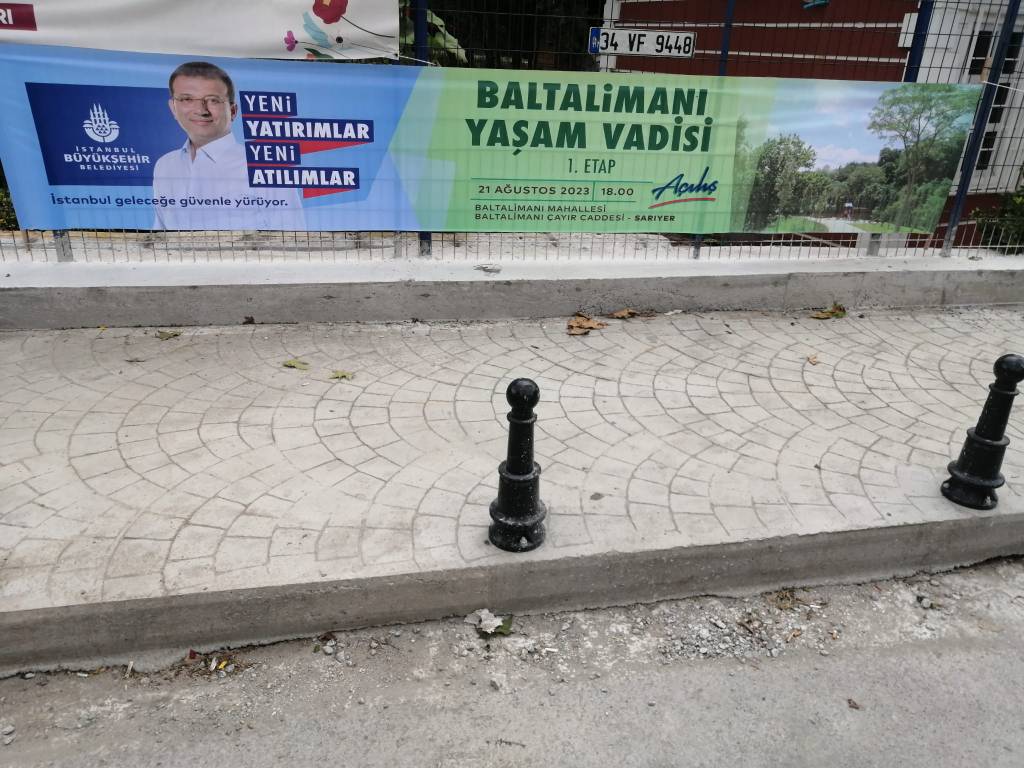 RI
34 VF 9448
İSTANBUL
BÜYÜKŞEHİR
BELEDİYESİ
İstanbul geleceğe güvenle yürüyor.
YENİ
YATIRIMLAR
YENİ
ATILIMLAR
BALTALİMANI
YAŞAM VADİSİ
1. ETAP
21 AĞUSTOS 2023 18.00 Açılış
BALTALİMANI MAHALLESİ
BALTALİMANI ÇAYIR CADDESİ - SARIYER